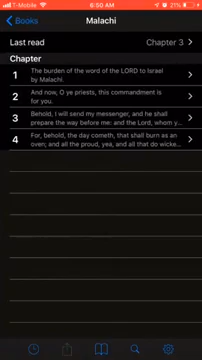 T-Mobile 6:50 AM 21%
Books Malachi
Last read Chapter 3
Chapter
1 The burden of the word of the LORD to Israel
by Malachi.
2 And now, O ye priests, this commandment is
for you.
3 Behold, I will send my messenger, and he shall
prepare the way before me: and the Lord, whom y...
4 For, behold, the day cometh, that shall burn as an
oven; and all the proud, yea, and all that do wicke...